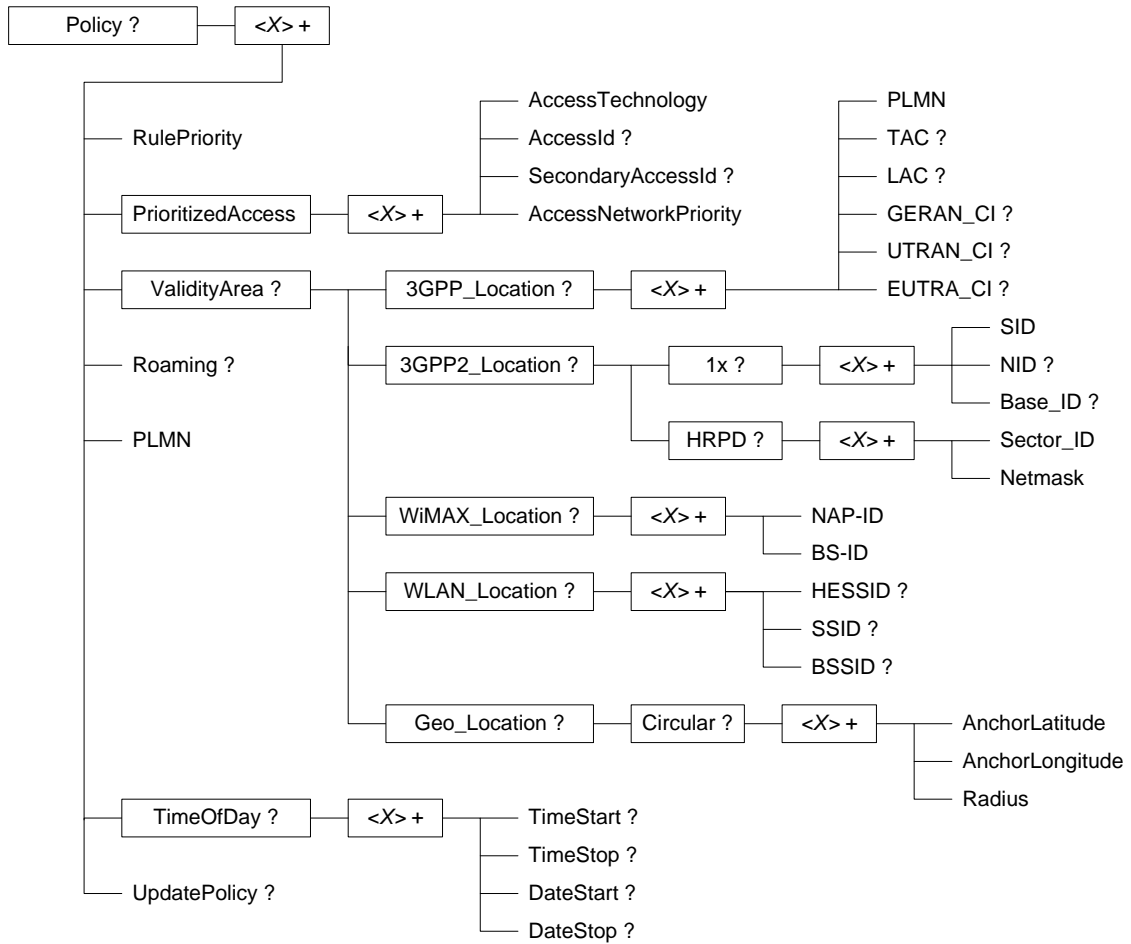 Policy ? <X> +
AccessTechnology PLMN
RulePriority AccessId ? TAC ?
SecondaryAccessId ? LAC ?
PrioritizedAccess <X> + AccessNetworkPriority GERAN_CI ?
UTRAN_CI ?
ValidityArea ? 3GPP_Location ? <X> + EUTRA_CI ?
SID
Roaming ? 3GPP2_Location ? 1x ? <X> + NID ?
Base_ID ?
PLMN HRPD ? <X> + Sector_ID
Netmask
WiMAX_Location ? <X> + NAP-ID
BS-ID
WLAN_Location ? <X> + HESSID ?
SSID ?
BSSID ?
Geo_Location ? Circular ? <X> + AnchorLatitude
AnchorLongitude
Radius
TimeOfDay ? <X> + TimeStart ?
TimeStop ?
UpdatePolicy ? DateStart ?
DateStop ?